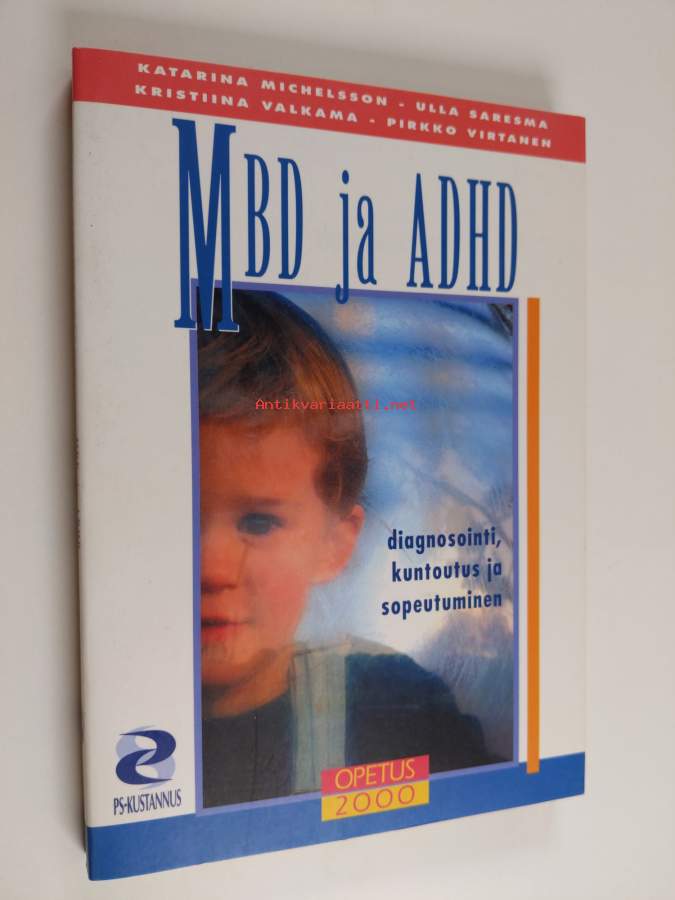 KATARINA MICHELSSON - ULLA SARESMA
KRISTIINA VALKAMA - PIRKKO VIRTANEN
MBD ja ADHD
Antikvariaatti.net
diagnosointi,
kuntoutus ja
sopeutuminen
PS-KUSTANNUS
OPETUS
2000